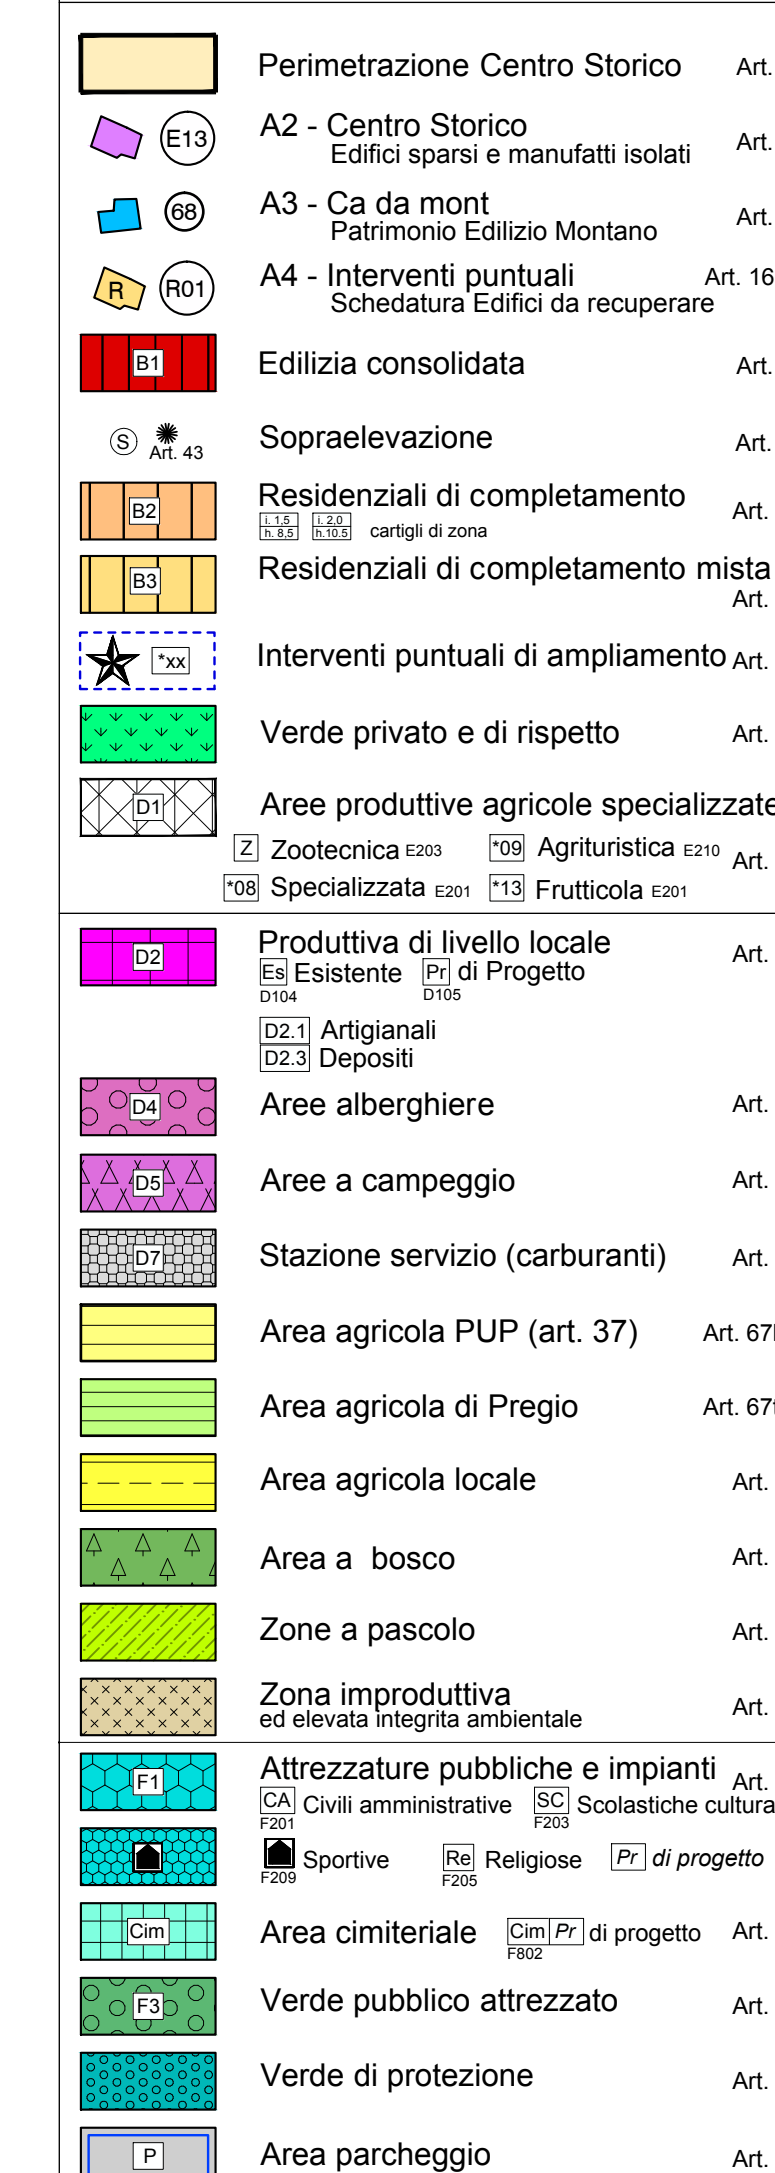 Perimetrazione Centro Storico Art.
E13 A2 - Centro Storico
Edifici sparsi e manufatti isolati Art.
68 A3 - Ca da mont
Patrimonio Edilizio Montano Art.
R R01 A4 - Interventi puntuali Art. 16
Schedatura Edifici da recuperare
B1 Edilizia consolidata Art.
S Art. 43 Sopraelevazione Art.
B2 Residenziali di completamento Art.
i. 1,5 i. 2,0
h. 8,5 h.10.5 cartigli di zona
B3 Residenziali di completamento mista
Art.
*xx Interventi puntuali di ampliamento Art.
Verde privato e di rispetto Art.
D1 Aree produttive agricole specializzate
Z Zootecnica E203 *09 Agrituristica E210 Art.
*08 Specializzata E201 *13 Frutticola E201
D2 Produttiva di livello locale Art.
Es Esistente Pr di Progetto
D104 D105
D2.1 Artigianali
D2.3 Depositi
D4 Aree alberghiere Art.
D5 Aree a campeggio Art.
D7 Stazione servizio (carburanti) Art.
Area agricola PUP (art. 37) Art. 67
Area agricola di Pregio Art. 67
Area agricola locale Art.
Area a bosco Art.
Zone a pascolo Art.
Zona improduttiva
ed elevata integrita ambientale Art.
F1 Attrezzature pubbliche e impianti Art.
CA Civili amministrative SC Scolastiche cultura
F201 F203
Sportive Re Religiose Pr di progetto
F209 F205
Cim Area cimiteriale Cim Pr di progetto Art.
F802
F3 Verde pubblico attrezzato Art.
Verde di protezione Art.
P Area parcheggio Art.